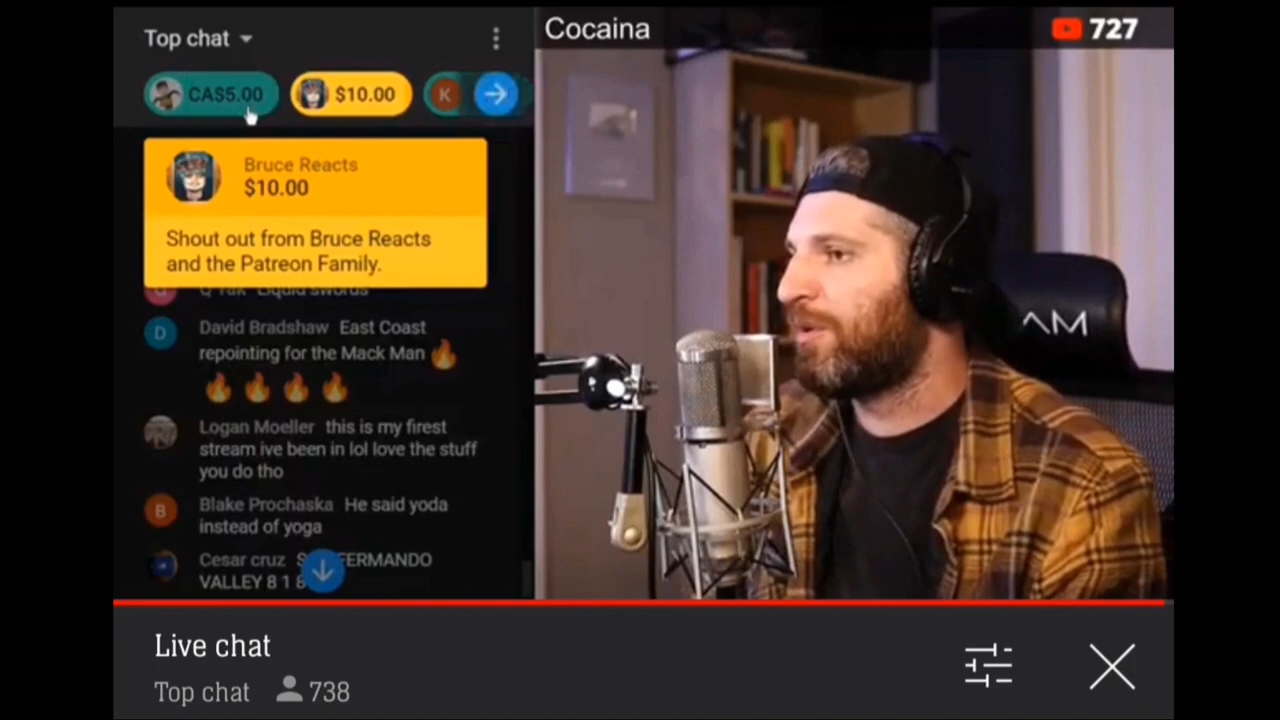 Top chat
CA$5.00
$10.00
K
Bruce Reacts
$10.00
Shout out from Bruce Reacts
and the Patreon Family.
David Bradshaw East Coast
D
repointing for the Mack Man
Logan Moeller this is my firest
stream ive been in lol love the stuff
you do tho
Blake Prochaska He said yoda
B
instead of yoga
Cesar cruz FERMANDO
VALLEY 8 1 8
Cocaina
727
Live chat
Top chat 738